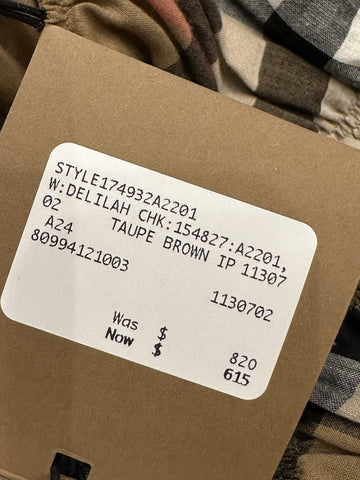 STYLE174932A2201
W:DELILAH CHK:154827:A2201,
02 TAUPE BROWN IP 11307
A24
80994121003
1130702
Was $ 820
Now $ 615